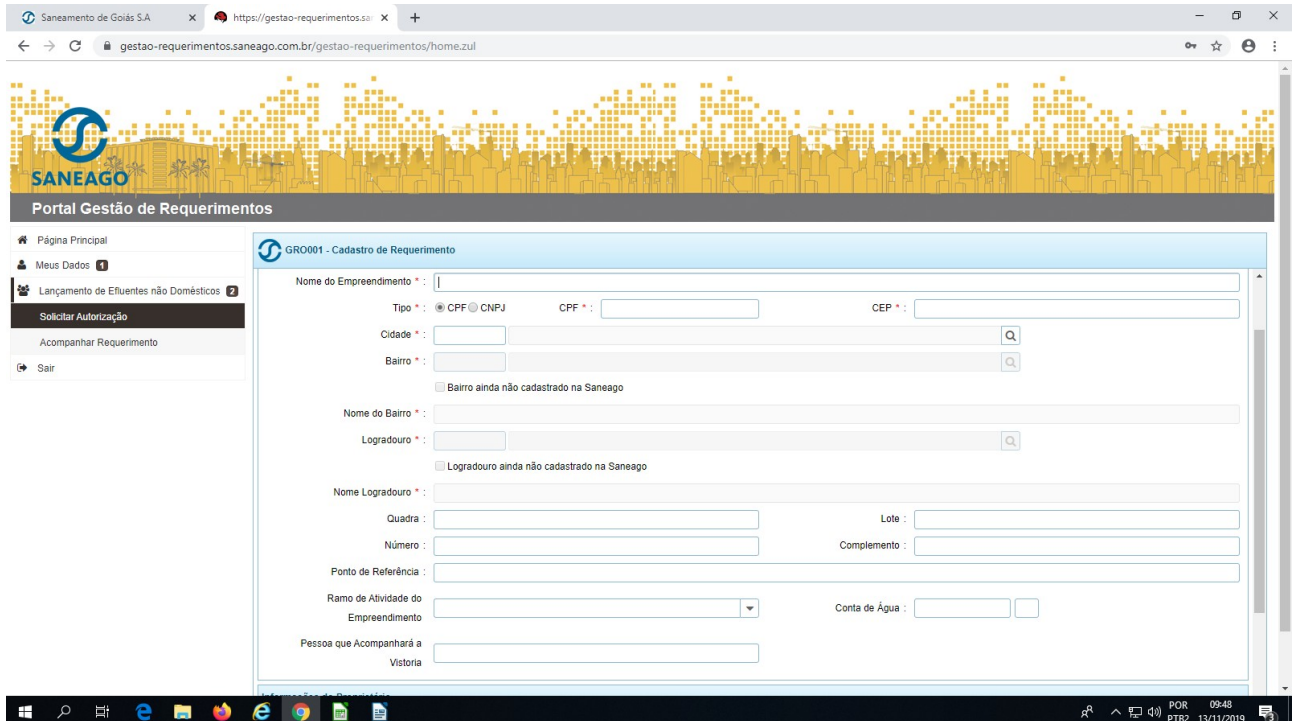 Saneamento de Goiás S.A
https://gestao-requerimentos.sa
gestao-requerimentos.saneago.com.br/gestao-requerimentos/home.zul
SANEAGO
Portal Gestão de Requerimentos
Página Principal
Meus Dados 1
Lançamento de Efluentes não Domésticos 2
Solicitar Autorização
Acompanhar Requerimento
Sair
GRO001 - Cadastro de Requerimento
Nome do Empreendimento * :
Tipo * : CPF CNPJ CPF * : CEP * :
Cidade * :
Bairro * :
Bairro ainda não cadastrado na Saneago
Nome do Bairro * :
Logradouro * :
Logradouro ainda não cadastrado na Saneago
Nome Logradouro * :
Quadra : Lote :
Número : Complemento :
Ponto de Referência :
Ramo de Atividade do
Empreendimento
Conta de Água :
Pessoa que Acompanhará a
Vistoria
Informações do Proprietário
POR 09:48
PTB2 13/11/2019
3